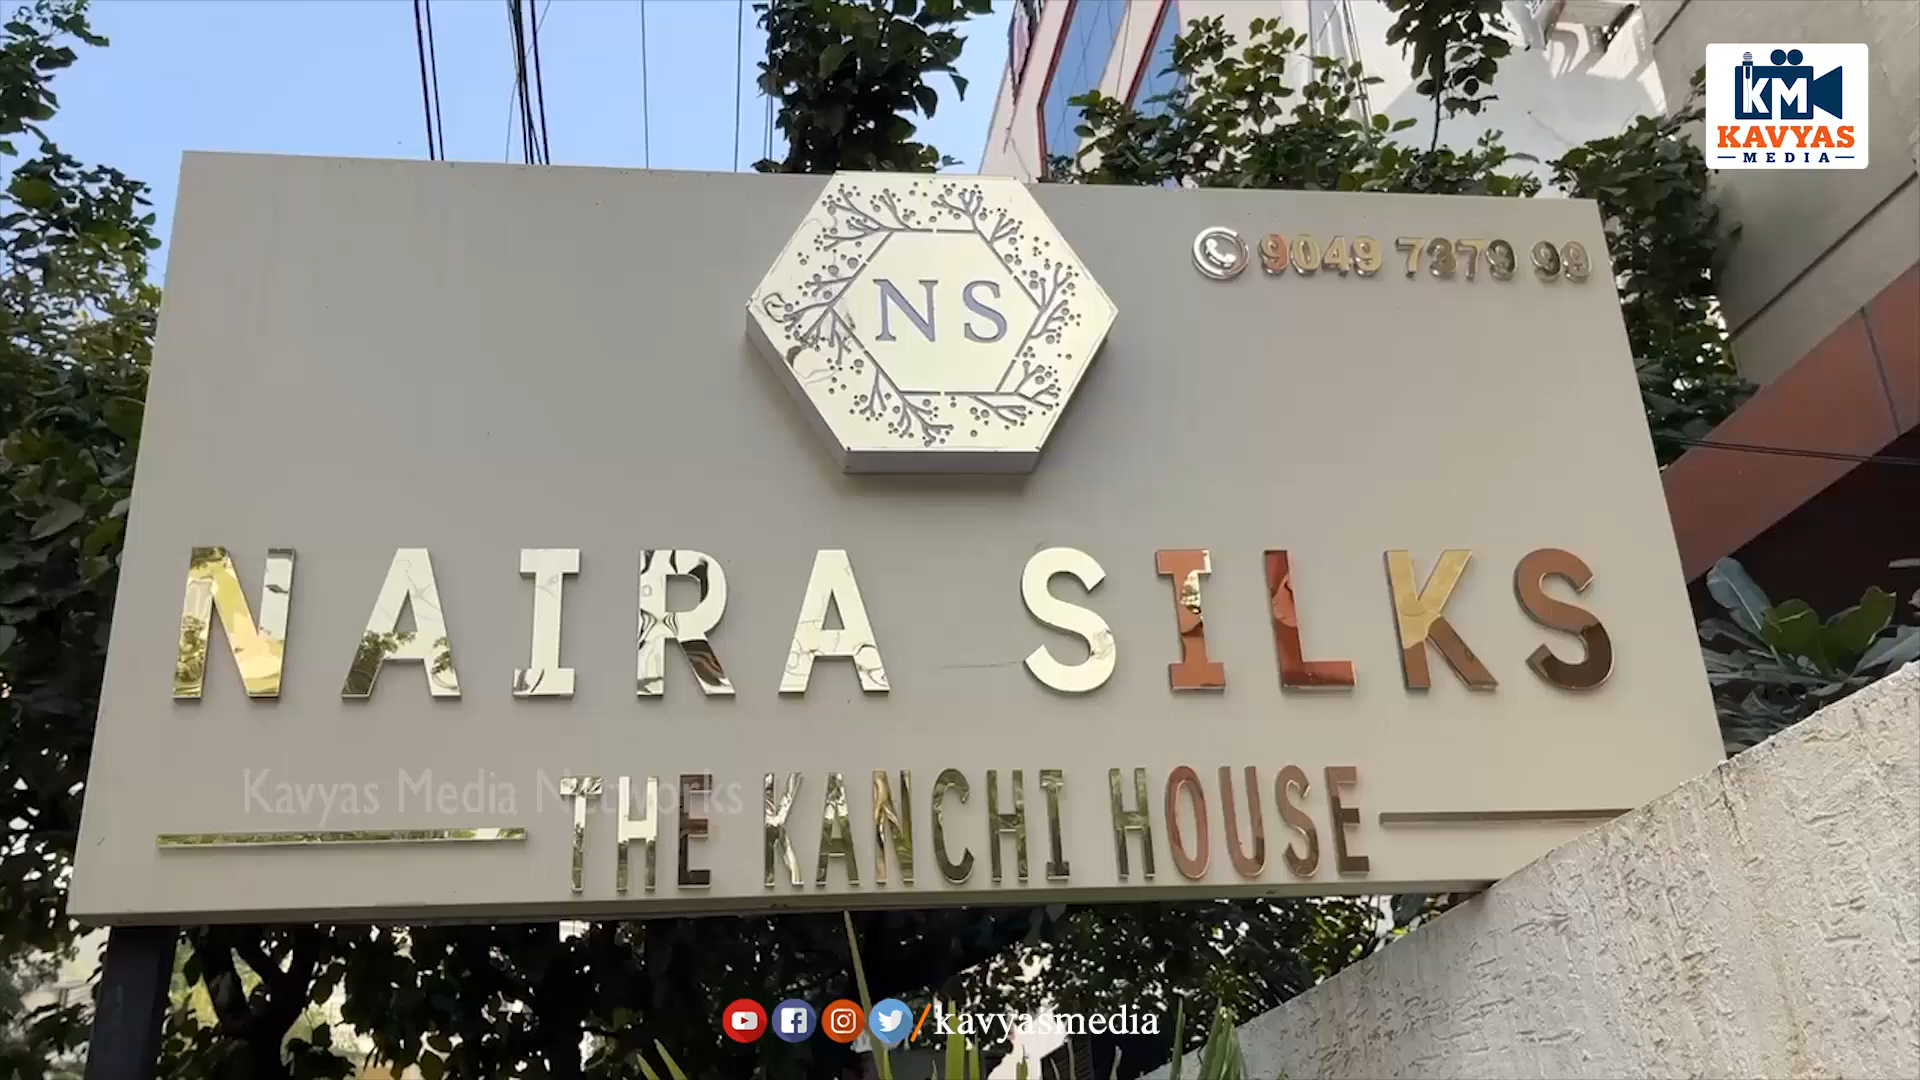 KM
KAVYAS
MEDIA
9049 7379 99
NS
NAIRA SILKS
Kavyas Media Networks
THE KANCHI HOUSE
/kavyasmedia